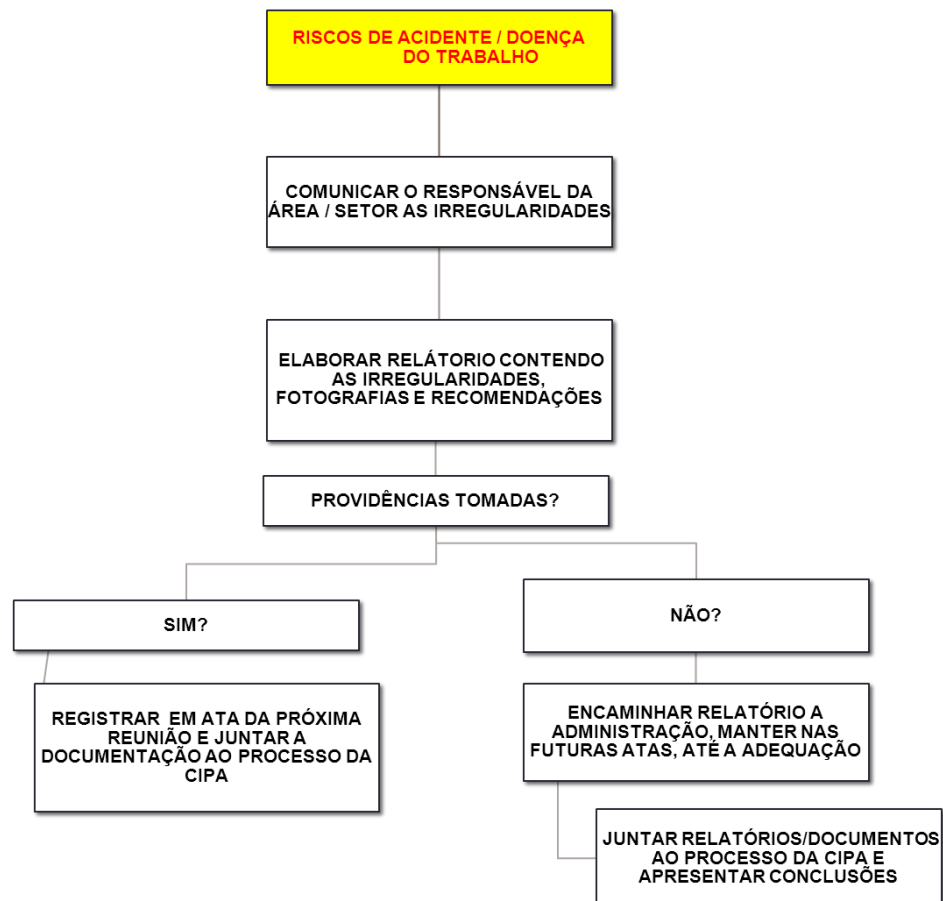 RISCOS DE ACIDENTE / DOENÇA
DO TRABALHO
COMUNICAR O RESPONSÁVEL DA
ÁREA / SETOR AS IRREGULARIDADES
ELABORAR RELÁTORIO CONTENDO
AS IRREGULARIDADES,
FOTOGRAFIAS E RECOMENDAÇÕES
PROVIDÊNCIAS TOMADAS?
SIM?
REGISTRAR EM ATA DA PRÓXIMA
REUNIÃO E JUNTAR A
DOCUMENTAÇÃO AO PROCESSO DA
CIPA
NÃO?
ENCAMINHAR RELATÓRIO A
ADMINISTRAÇÃO, MANTER NAS
FUTURAS ATAS, ATÉ A ADEQUAÇÃO
JUNTAR RELATÓRIOS/DOCUMENTOS
AO PROCESSO DA CIPA E
APRESENTAR CONCLUSÕES